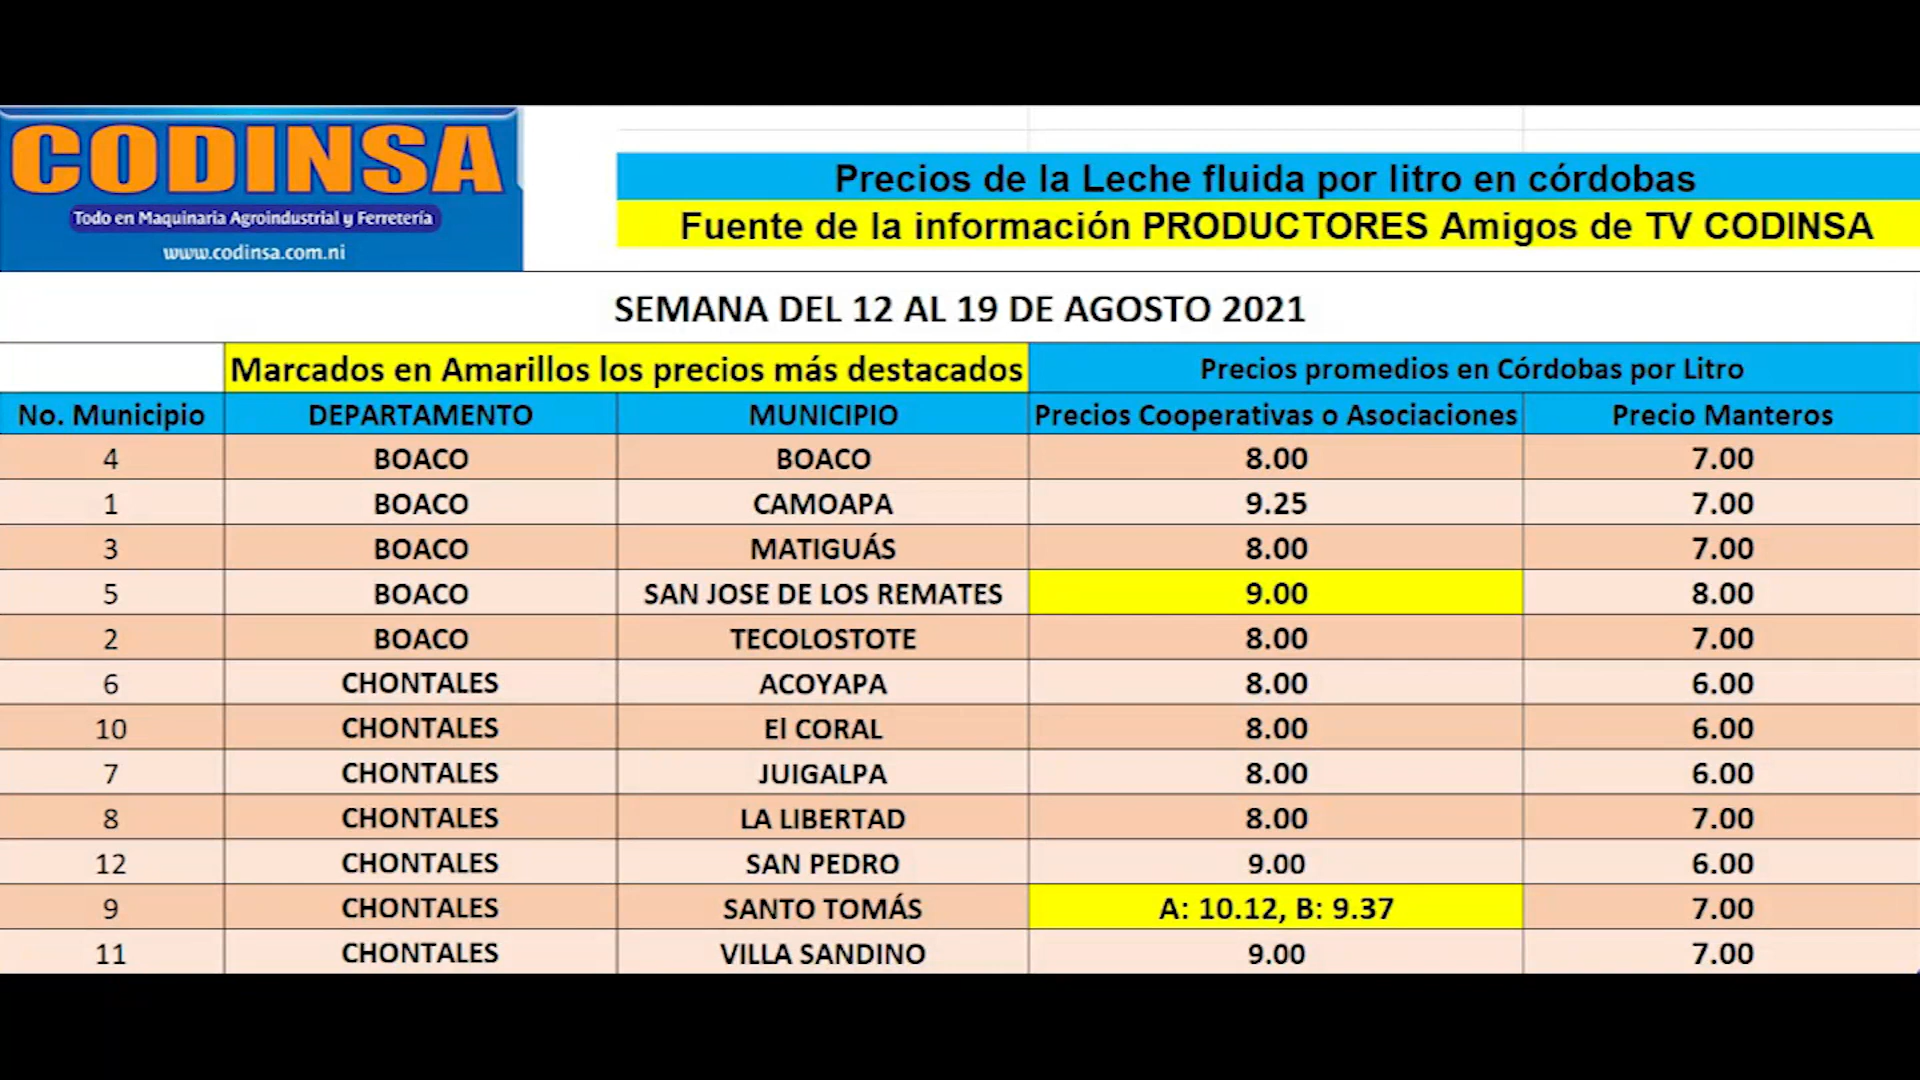 CODINSA
Todo en Maquinaria Agroindustrial y Ferretería
www.codinsa.com.ni
Precios de la Leche fluida por litro en córdobas
Fuente de la información PRODUCTORES Amigos de TV CODINSA
SEMANA DEL 12 AL 19 DE AGOSTO 2021
Marcados en Amarillos los precios más destacados Precios promedios en Córdobas por Litro
No. Municipio DEPARTAMENTO MUNICIPIO Precios Cooperativas o Asociaciones Precio Manteros
4 BOACO BOACO 8.00 7.00
1 BOACO CAMOAPA 9.25 7.00
3 BOACO MATIGUÁS 8.00 7.00
5 BOACO SAN JOSE DE LOS REMATES 9.00 8.00
2 BOACO TECOLOSTOTE 8.00 7.00
6 CHONTALES ACOYAPA 8.00 6.00
10 CHONTALES El CORAL 8.00 6.00
7 CHONTALES JUIGALPA 8.00 6.00
8 CHONTALES LA LIBERTAD 8.00 7.00
12 CHONTALES SAN PEDRO 9.00 6.00
9 CHONTALES SANTO TOMÁS A: 10.12, B: 9.37 7.00
11 CHONTALES VILLA SANDINO 9.00 7.00